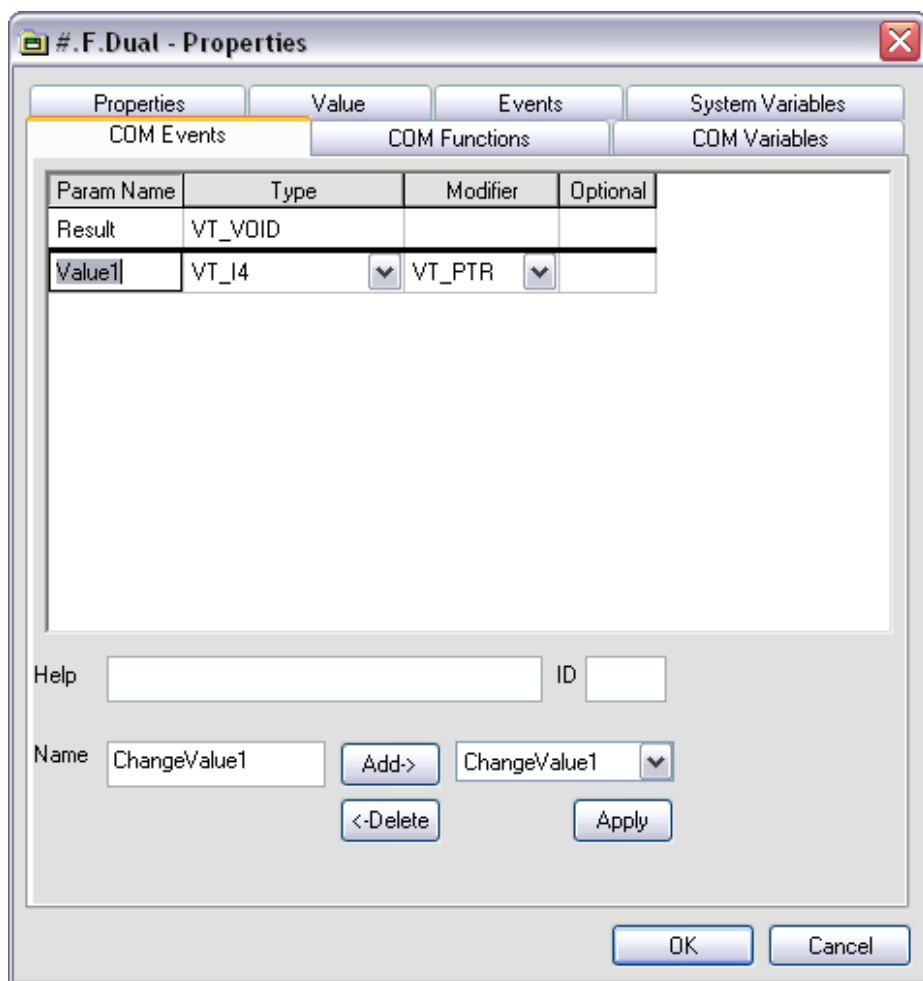 #.F.Dual - Properties
Properties Value Events System Variables
COM Events COM Functions COM Variables
Param Name Type Modifier Optional
Result VT_VOID
Value1 VT_I4 VT_PTR
Help ID
Name ChangeValue1 Add-> ChangeValue1
<-Delete Apply
OK Cancel